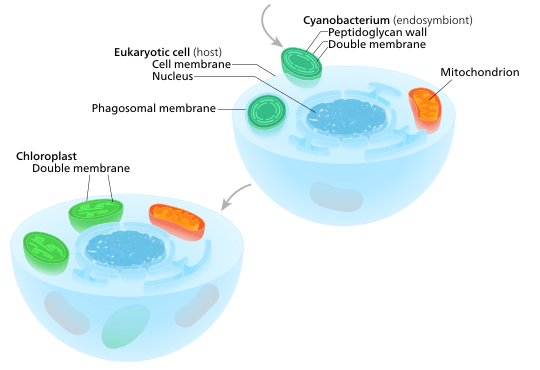 Cyanobacterium (endosymbiont)
Peptidoglycan wall
Double membrane
Eukaryotic cell (host)
Cell membrane
Nucleus
Mitochondrion
Phagosomal membrane
Chloroplast
Double membrane